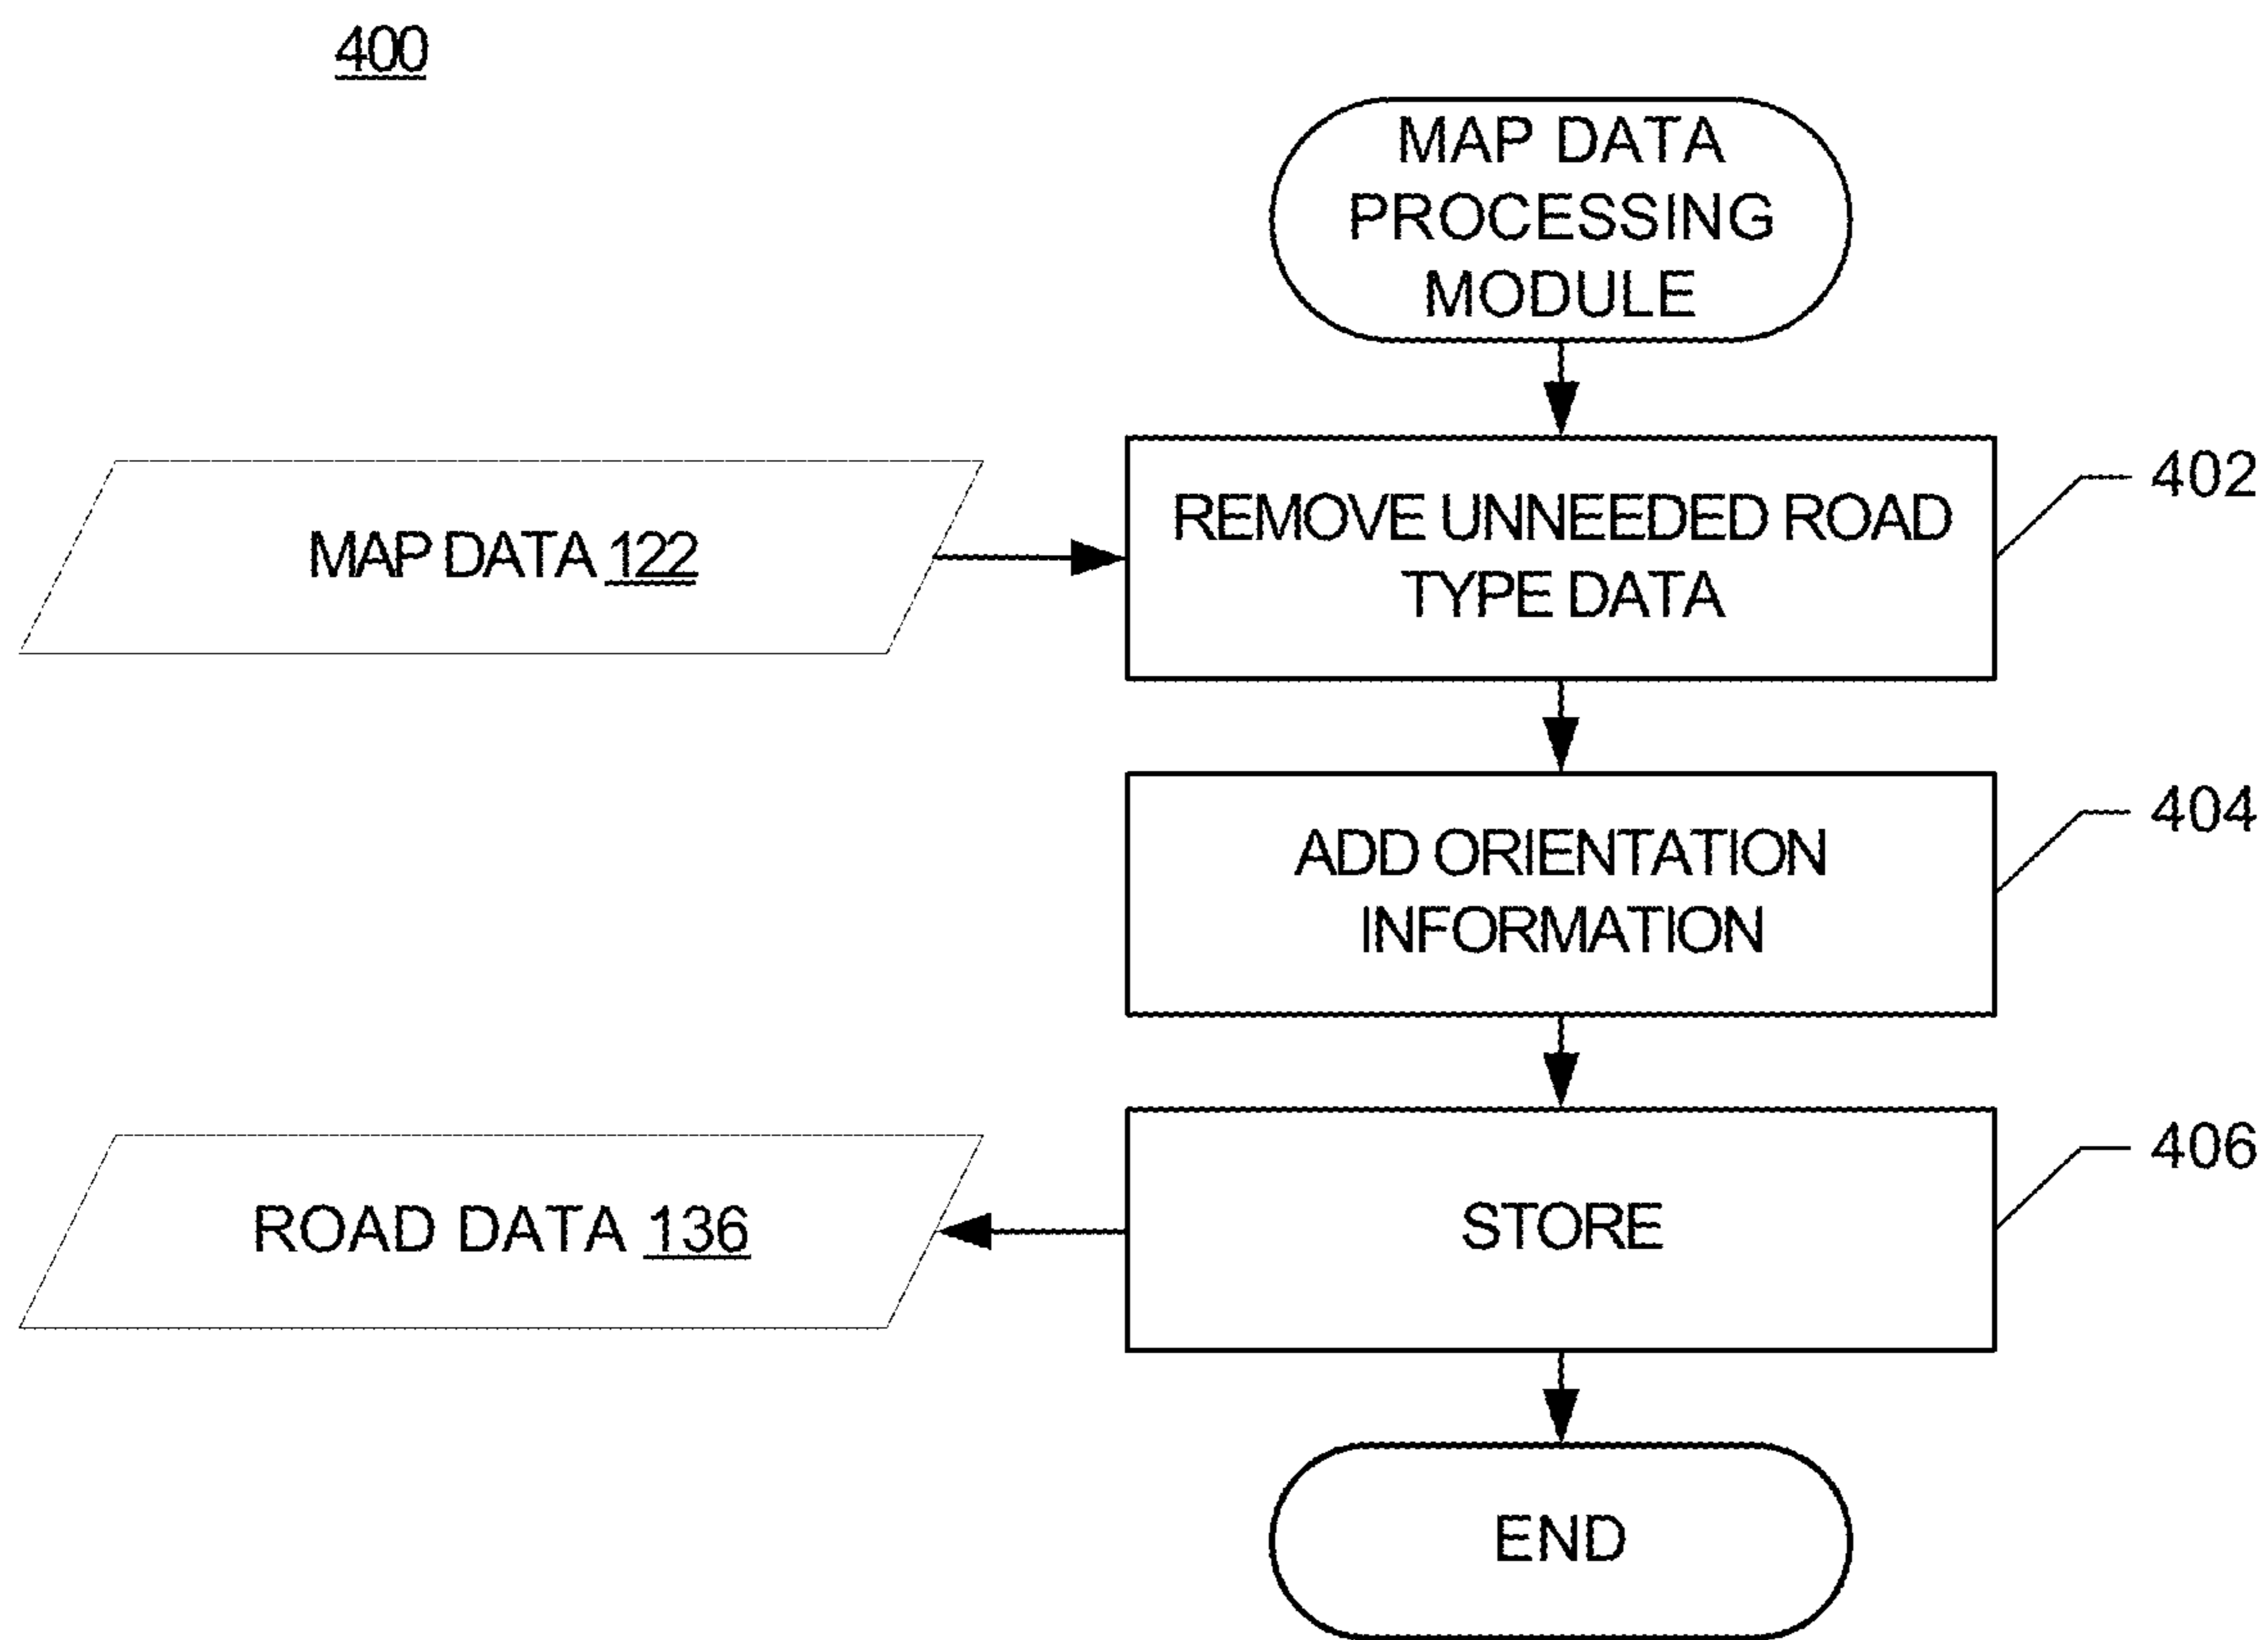 400
MAP DATA
PROCESSING
MODULE
MAP DATA 122
REMOVE UNNEEDED ROAD
TYPE DATA
402
ADD ORIENTATION
INFORMATION
404
ROAD DATA 136
STORE
406
END